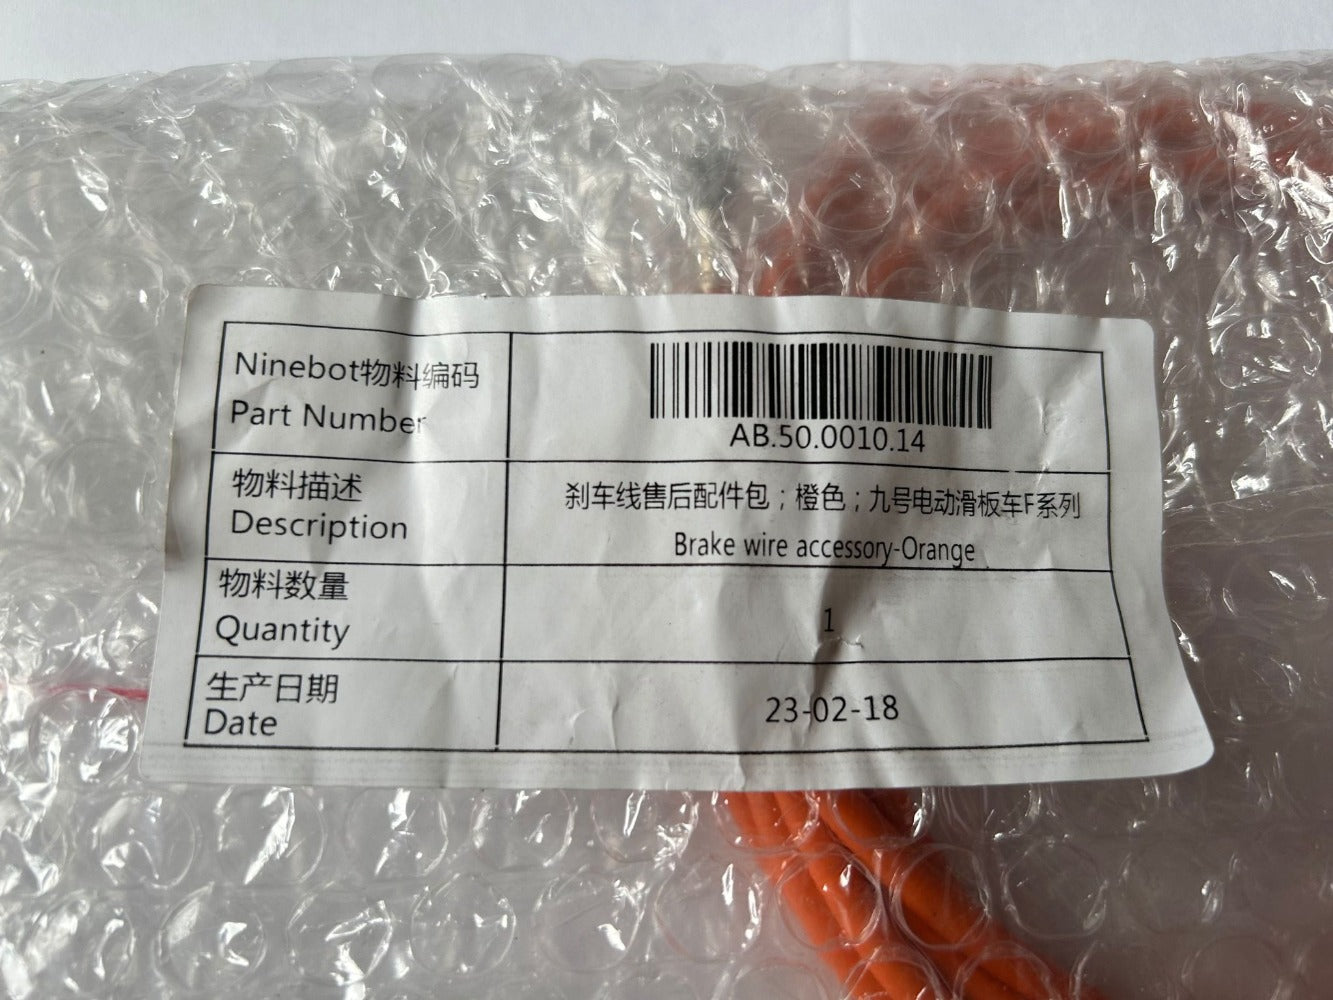 Ninebot物料编码
Part Number
AB.50.0010.14
物料描述
Description
刹车线售后配件包；橙色；九号电动滑板车F系列
Brake wire accessory-Orange
物料数量
Quantity
1
生产日期
Date
23-02-18